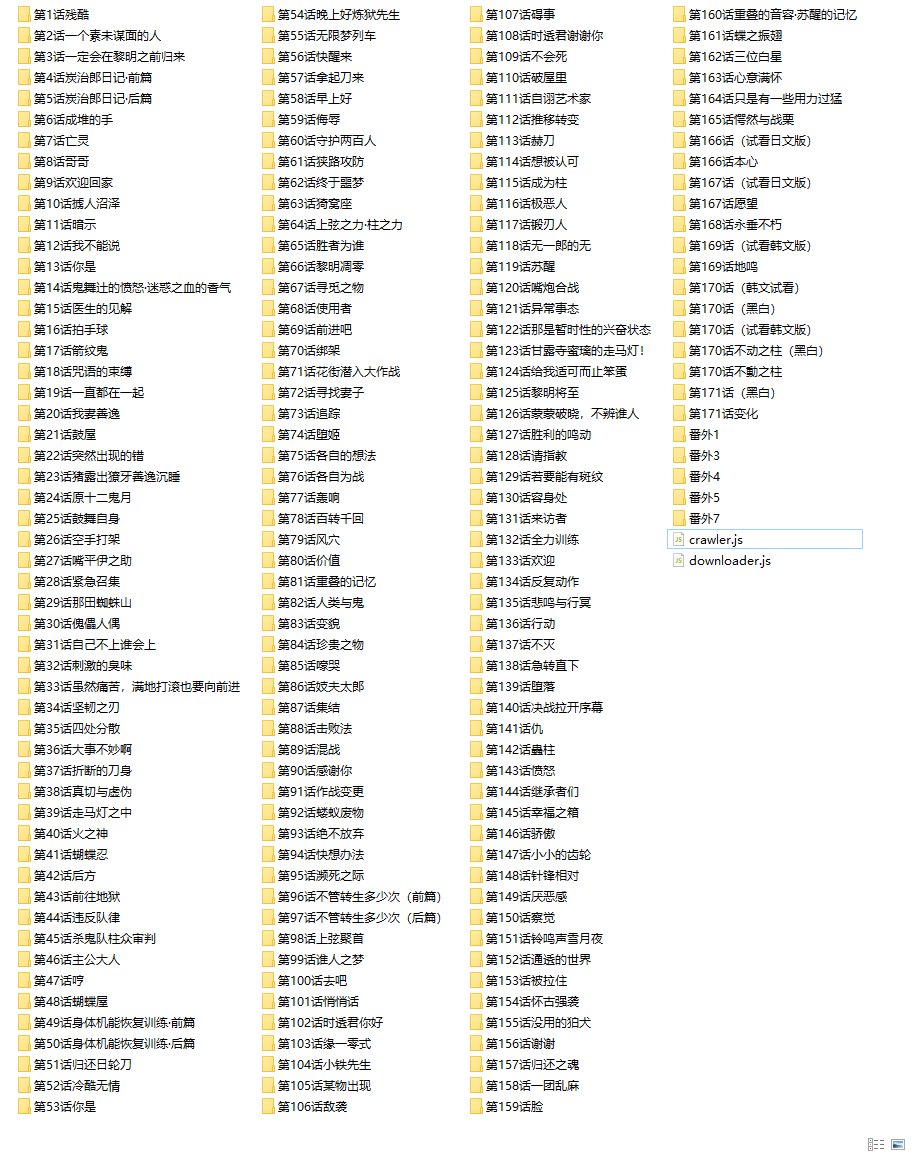 第1话残酷
第2话一个素未谋面的人
第3话一定会在黎明之前归来
第4话炭治郎日记·前篇
第5话炭治郎日记·后篇
第6话成堆的手
第7话亡灵
第8话哥哥
第9话欢迎回家
第10话掳人沼泽
第11话暗示
第12话我不能说
第13话你是
第14话鬼舞辻的愤怒·迷惑之血的香气
第15话医生的见解
第16话拍手球
第17话箭纹鬼
第18话咒语的束缚
第19话一直都在一起
第20话我妻善逸
第21话鼓屋
第22话突然出现的错
第23话猪露出獠牙善逸沉睡
第24话原十二鬼月
第25话鼓舞自身
第26话空手打架
第27话嘴平伊之助
第28话紧急召集
第29话那田蜘蛛山
第30话傀儡人偶
第31话自己不上谁会上
第32话刺激的臭味
第33话虽然痛苦，满地打滚也要向前进
第34话坚韧之刃
第35话四处分散
第36话大事不妙啊
第37话折断的刀身
第38话真切与虚伪
第39话走马灯之中
第40话火之神
第41话蝴蝶忍
第42话后方
第43话前往地狱
第44话违反队律
第45话杀鬼队柱众审判
第46话主公大人
第47话哼
第48话蝴蝶屋
第49话身体机能恢复训练·前篇
第50话身体机能恢复训练·后篇
第51话归还日轮刀
第52话冷酷无情
第53话你是
第54话晚上好炼狱先生
第55话无限梦列车
第56话快醒来
第57话拿起刀来
第58话早上好
第59话侮辱
第60话守护两百人
第61话狭路攻防
第62话终于噩梦
第63话猗窝座
第64话上弦之力·柱之力
第65话胜者为谁
第66话黎明凋零
第67话寻觅之物
第68话使用者
第69话前进吧
第70话绑架
第71话花街潜入大作战
第72话寻找妻子
第73话追踪
第74话堕姬
第75话各自的想法
第76话各自为战
第77话轰响
第78话百转千回
第79话风穴
第80话价值
第81话重叠的记忆
第82话人类与鬼
第83话变貌
第84话珍贵之物
第85话嚎哭
第86话妓夫太郎
第87话集结
第88话击败法
第89话混战
第90话感谢你
第91话作战变更
第92话蝼蚁废物
第93话绝不放弃
第94话快想办法
第95话濒死之际
第96话不管转生多少次（前篇）
第97话不管转生多少次（后篇）
第98话上弦聚首
第99话谁人之梦
第100话去吧
第101话悄悄话
第102话时透君你好
第103话缘一零式
第104话小铁先生
第105话某物出现
第106话敌袭
第107话碍事
第108话时透君谢谢你
第109话不会死
第110话破屋里
第111话自诩艺术家
第112话推移转变
第113话赫刀
第114话想被认可
第115话成为柱
第116话极恶人
第117话锻刃人
第118话无一郎的无
第119话苏醒
第120话嘴炮合战
第121话异常事态
第122话那是暂时性的兴奋状态
第123话甘露寺蜜璃的走马灯！
第124话给我适可而止笨蛋
第125话黎明将至
第126话蒙蒙破晓，不辨谁人
第127话胜利的鸣动
第128话请指教
第129话若要能有斑纹
第130话容身处
第131话来访者
第132话全力训练
第133话欢迎
第134话反复动作
第135话悲鸣与行冥
第136话行动
第137话不灭
第138话急转直下
第139话堕落
第140话决战拉开序幕
第141话仇
第142话蟲柱
第143话愤怒
第144话继承者们
第145话幸福之箱
第146话骄傲
第147话小小的齿轮
第148话针锋相对
第149话厌恶感
第150话察觉
第151话铃鸣声雪月夜
第152话通透的世界
第153话被拉住
第154话怀古强袭
第155话没用的狛犬
第156话谢谢
第157话归还之魂
第158话一团乱麻
第159话脸
第160话重叠的音容·苏醒的记忆
第161话蝶之振翅
第162话三位白星
第163话心意满怀
第164话只是有一些用力过猛
第165话愕然与战栗
第166话（试看日文版）
第166话本心
第167话（试看日文版）
第167话愿望
第168话永垂不朽
第169话（试看韩文版）
第169话地鸣
第170话（韩文试看）
第170话（黑白）
第170话（试看韩文版）
第170话不动之柱（黑白）
第170话不動之柱
第171话（黑白）
第171话变化
番外1
番外3
番外4
番外5
番外7
crawler.js
downloader.js